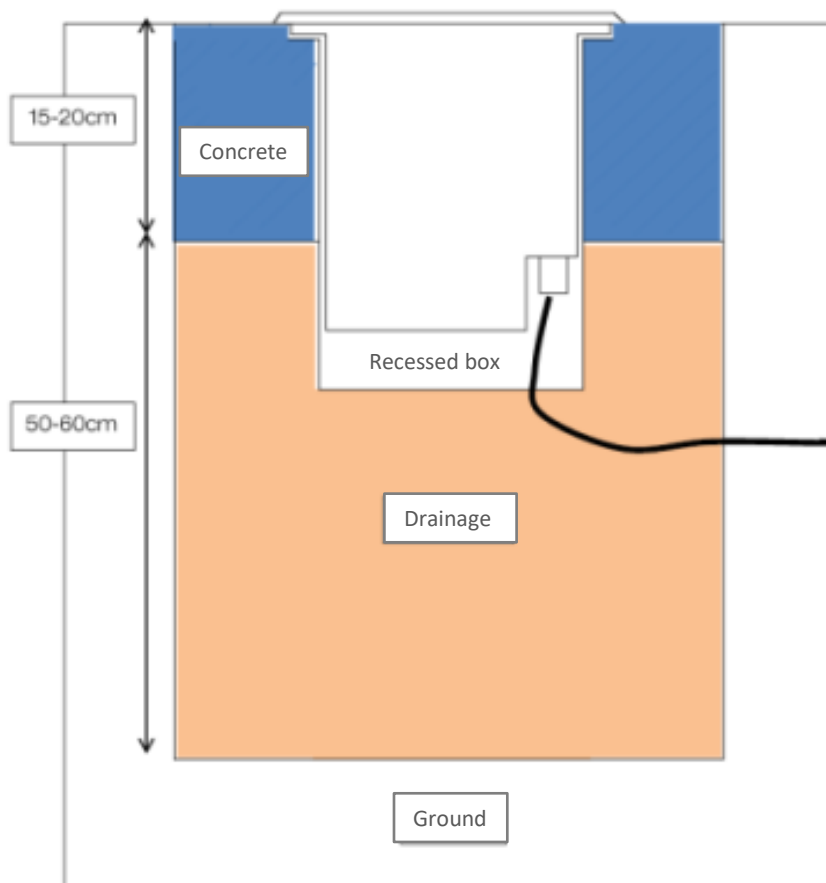 15-20cm
Concrete
Recessed box
50-60cm
Drainage
Ground